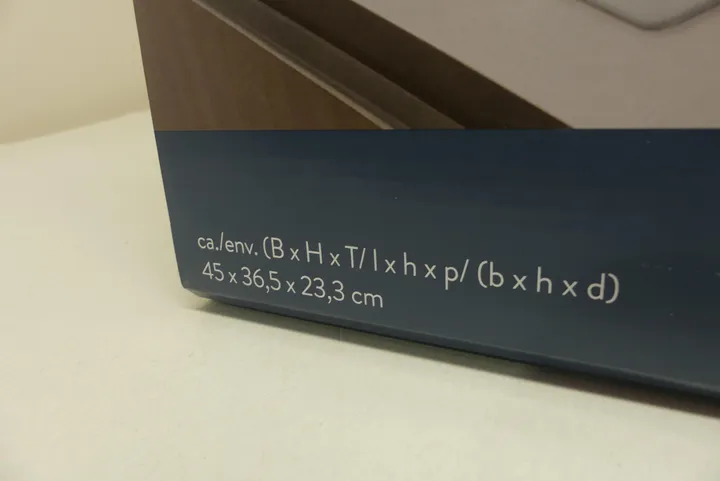 ca./env. (B x H x T/ l x h x p/ (b x h x d)
45 x 36,5 x 23,3 cm